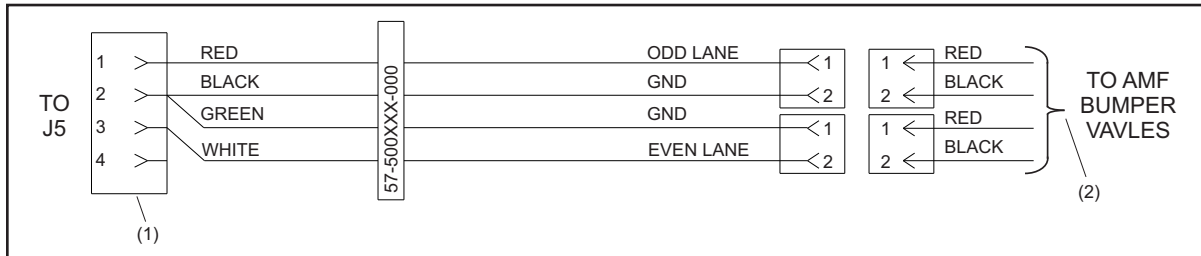 RED
ODD LANE
RED
1
1
1
BLACK
GND
BLACK
2
2
2
TO
J5
GREEN
GND
RED
3
1
1
WHITE
EVEN LANE
BLACK
4
2
2
57-500XXX-000
TO AMF
BUMPER
VAVLES
(1)
(2)